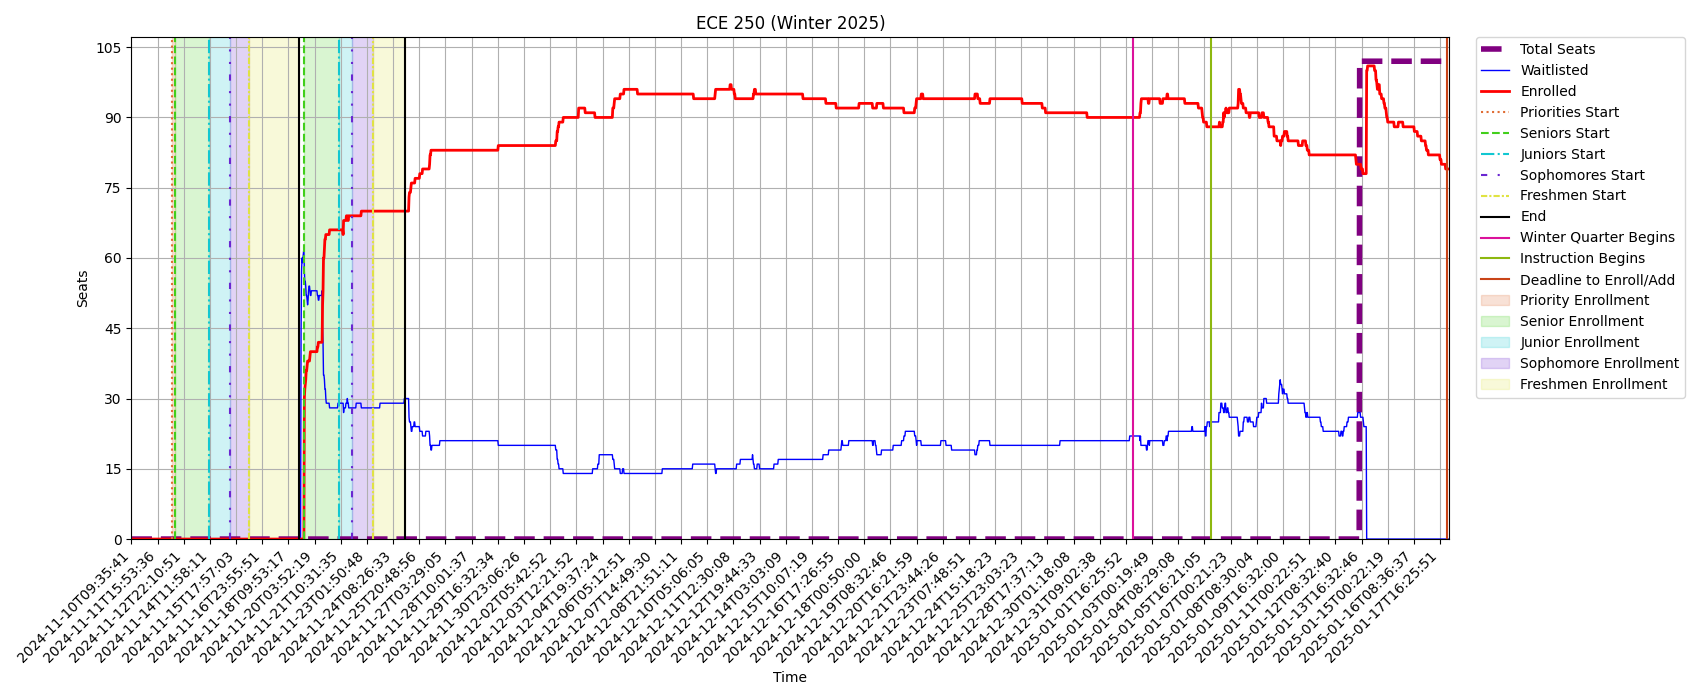 ECE 250 (Winter 2025)
105
90
75
60
45
30
15
0
Seats
2024-11-10T09:35:41
2024-11-11T15:53:36
2024-11-12T22:10:51
2024-11-14T11:58:11
2024-11-15T17:57:03
2024-11-16T23:55:51
2024-11-18T09:53:17
2024-11-20T03:52:19
2024-11-21T10:31:35
2024-11-23T01:50:48
2024-11-24T08:26:33
2024-11-25T20:48:56
2024-11-27T03:29:05
2024-11-28T10:01:37
2024-11-29T16:32:34
2024-11-30T23:06:26
2024-12-02T05:42:52
2024-12-03T12:21:52
2024-12-04T19:37:24
2024-12-06T05:12:51
2024-12-07T14:49:30
2024-12-08T21:51:11
2024-12-10T05:06:05
2024-12-11T12:30:08
2024-12-12T19:44:33
2024-12-14T03:03:09
2024-12-15T10:07:19
2024-12-16T17:26:55
2024-12-18T00:50:00
2024-12-19T08:32:46
2024-12-20T16:21:59
2024-12-21T23:44:26
2024-12-23T07:48:51
2024-12-24T15:18:23
2024-12-25T23:03:23
2024-12-28T17:37:13
2024-12-30T01:18:09
2024-12-31T09:02:38
2025-01-01T16:25:52
2025-01-03T00:19:49
2025-01-04T08:29:08
2025-01-05T16:21:05
2025-01-07T00:21:23
2025-01-08T08:30:04
2025-01-09T16:32:00
2025-01-11T00:22:51
2025-01-12T08:32:40
2025-01-13T16:32:46
2025-01-15T00:22:19
2025-01-16T08:36:37
2025-01-17T16:25:51
Time
Total Seats
Waitlisted
Enrolled
Priorities Start
Seniors Start
Juniors Start
Sophomores Start
Freshmen Start
End
Winter Quarter Begins
Instruction Begins
Deadline to Enroll/Add
Priority Enrollment
Senior Enrollment
Junior Enrollment
Sophomore Enrollment
Freshmen Enrollment